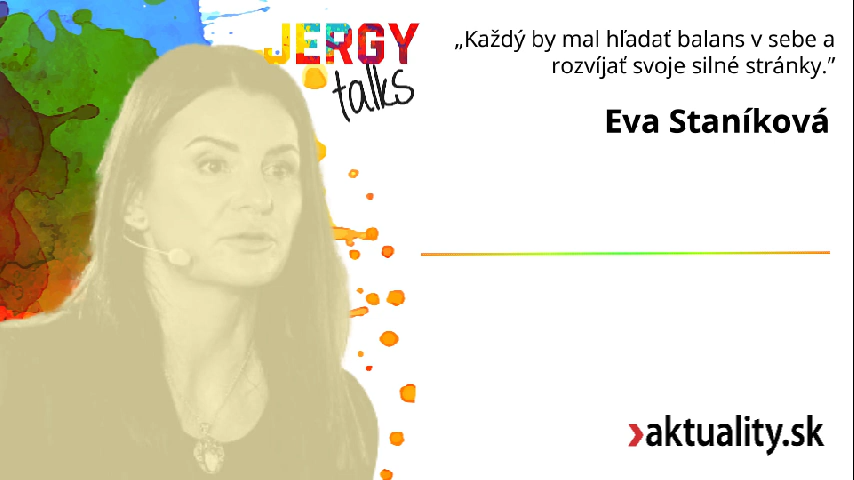 JERGY
talks
„Každý by mal hľadať balans v sebe a
rozvíjať svoje silné stránky.”
Eva Staníková
aktuality.sk